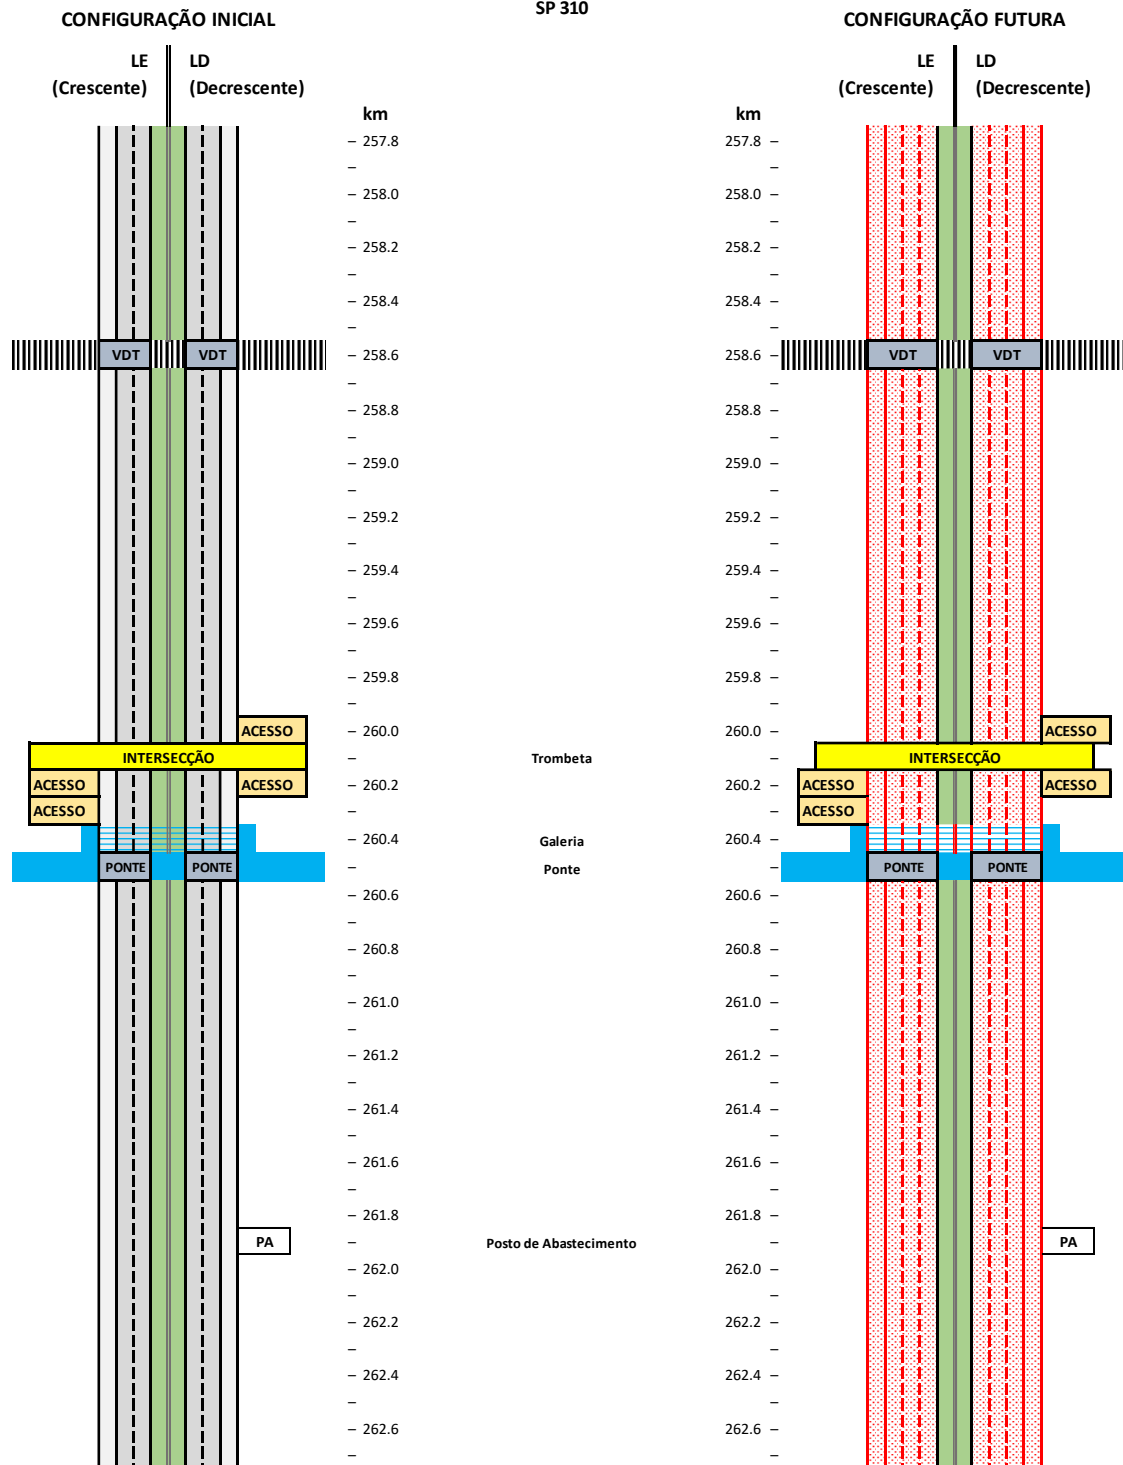 SP 310
CONFIGURAÇÃO INICIAL CONFIGURAÇÃO FUTURA
LE LD LE LD
(Crescente) (Decrescente) (Crescente) (Decrescente)
km km
– 257.8 257.8 –
– 258.0 258.0 –
– 258.2 258.2 –
– 258.4 258.4 –
VDT VDT – 258.6 258.6 – VDT VDT
– 258.8 258.8 –
– 259.0 259.0 –
– 259.2 259.2 –
– 259.4 259.4 –
– 259.6 259.6 –
– 259.8 259.8 –
ACESSO – 260.0 260.0 – ACESSO
INTERSECÇÃO Trombeta INTERSECÇÃO
ACESSO ACESSO – 260.2 260.2 – ACESSO ACESSO
ACESSO ACESSO
– 260.4 Galeria 260.4 –
PONTE PONTE Ponte PONTE PONTE
– 260.6 260.6 –
– 260.8 260.8 –
– 261.0 261.0 –
– 261.2 261.2 –
– 261.4 261.4 –
– 261.6 261.6 –
– 261.8 261.8 –
PA Posto de Abastecimento PA
– 262.0 262.0 –
– 262.2 262.2 –
– 262.4 262.4 –
– 262.6 262.6 –